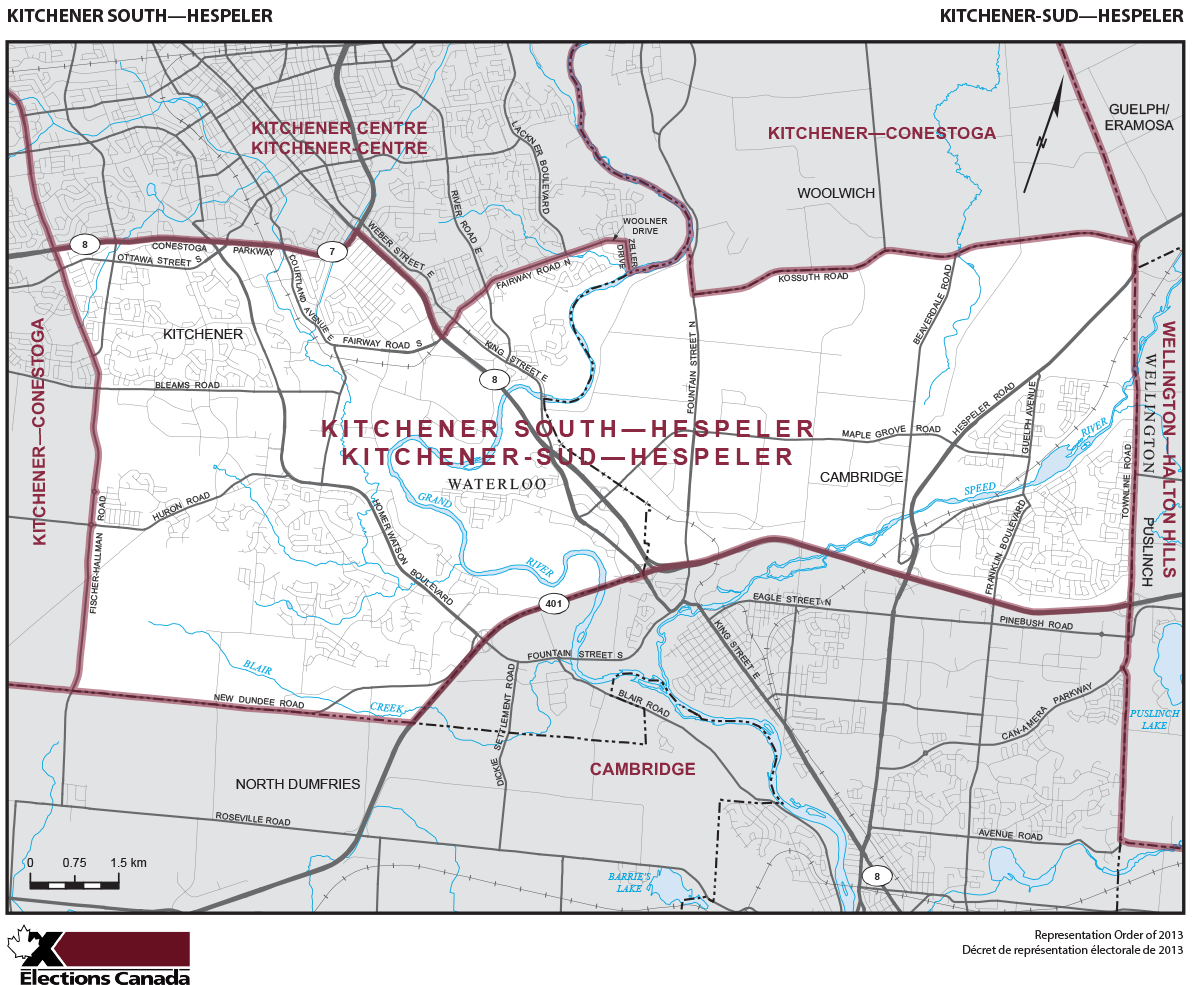 KITCHENER SOUTH—HESPELER
KITCHENER-SUD—HESPELER
GUELPH/
ERAMOSA
KITCHENER CENTRE
KITCHENER-CENTRE
KITCHENER—CONESTOGA
LACKNER BOULEVARD
N
WOOLWICH
RIVER ROAD E
WEBER STREET E
WOOLNER
DRIVE
ZELLER
DRIVE
8
CONESTOGA PARKWAY
7
OTTAWA STREET S
COURTLAND AVENUE E
FAIRWAY ROAD N
KOSSUTH ROAD
BEAVERDALE ROAD
KITCHENER
FAIRWAY ROAD S
KING STREET E
FOUNTAIN STREET N
KITCHENER—CONESTOGA
WELLINGTON—HALTON HILLS
WELLINGTON
BLEAMS ROAD
8
HESPELER ROAD
GUELPH AVENUE
KITCHENER SOUTH—HESPELER
KITCHENER-SUD—HESPELER
MAPLE GROVE ROAD
RIVER
WATERLOO
CAMBRIDGE
SPEED
TOWNLINE ROAD
PUSLINCH
GRAND
HURON ROAD
FISCHER-HALLMAN ROAD
HOMER WATSON BOULEVARD
RIVER
FRANKLIN BOULEVARD
401
EAGLE STREET N
PINEBUSH ROAD
KING STREET E
FOUNTAIN STREET S
BLAIR
NEW DUNDEE ROAD
CREEK
BLAIR ROAD
DICKIE SETTLEMENT ROAD
CAN-AMERA PARKWAY
PUSLINCH
LAKE
CAMBRIDGE
NORTH DUMFRIES
ROSEVILLE ROAD
AVENUE ROAD
0 0.75 1.5 km
BARRIE'S
LAKE
8
Elections Canada
Representation Order of 2013
Décret de représentation électorale de 2013